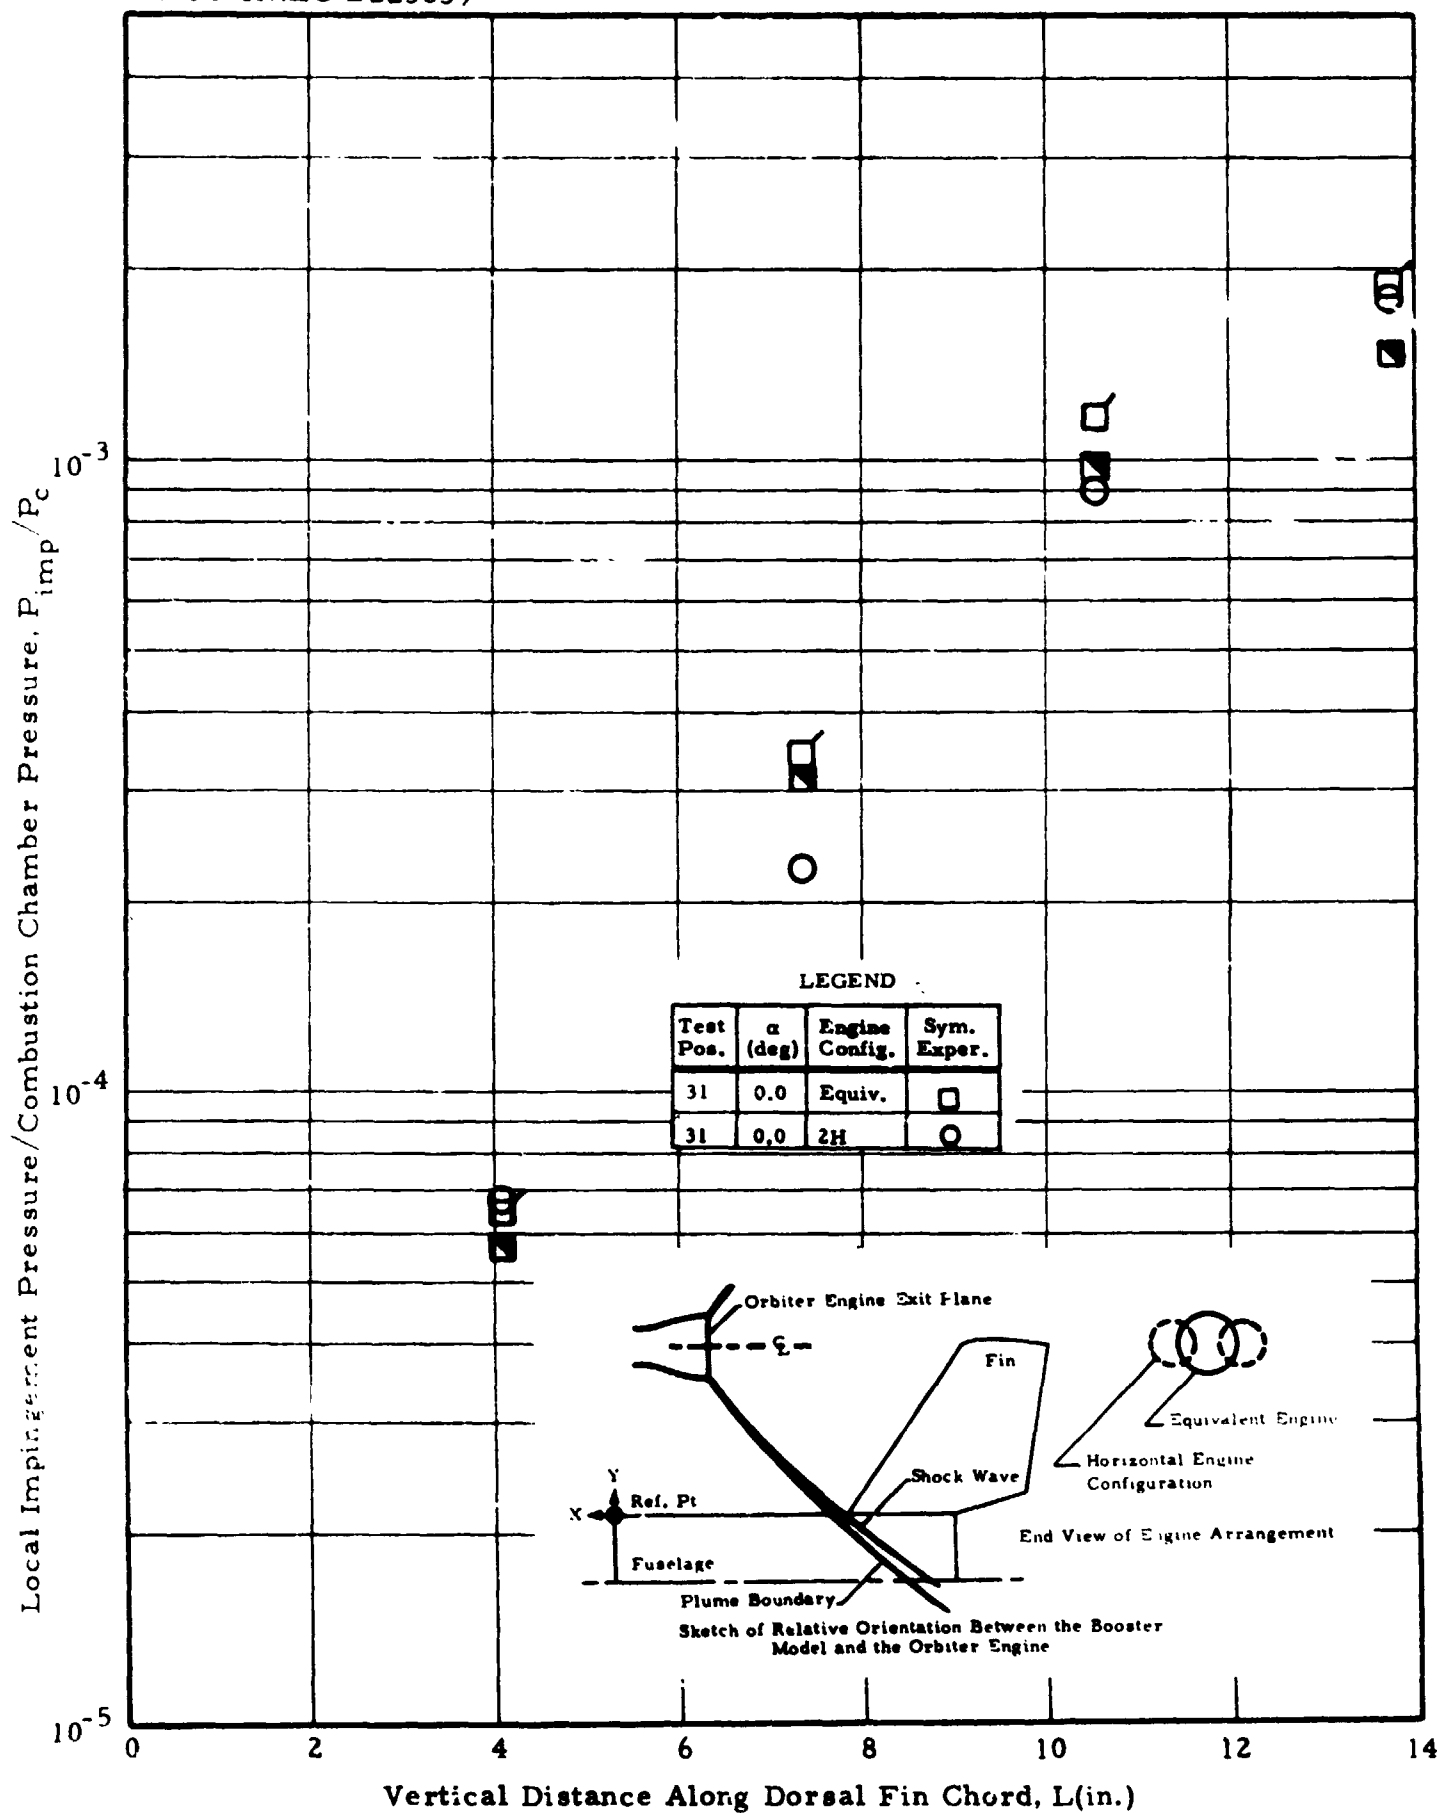 Local Impingement Pressure/Combustion Chamber Pressure, P_imp/P_c
10^-3
10^-4
10^-5
LEGEND
Test Pos. α (deg) Engine Config. Sym. Exper.
31 0.0 Equiv.
31 0,0 2H
Orbiter Engine Exit Plane
℄
Fin
Equivalent Engine
Horizontal Engine
Configuration
Shock Wave
Y
X
Ref. Pt
End View of Engine Arrangement
Fuselage
Plume Boundary
Sketch of Relative Orientation Between the Booster
Model and the Orbiter Engine
0 2 4 6 8 10 12 14
Vertical Distance Along Dorsal Fin Chord, L(in.)